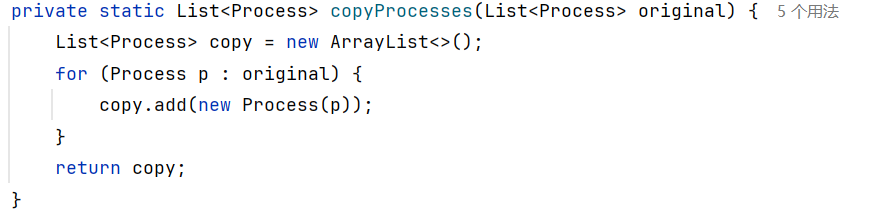 private static List<Process> copyProcesses(List<Process> original) {  5 个用法
    List<Process> copy = new ArrayList<>();
    for (Process p : original) {
        copy.add(new Process(p));
    }
    return copy;
}